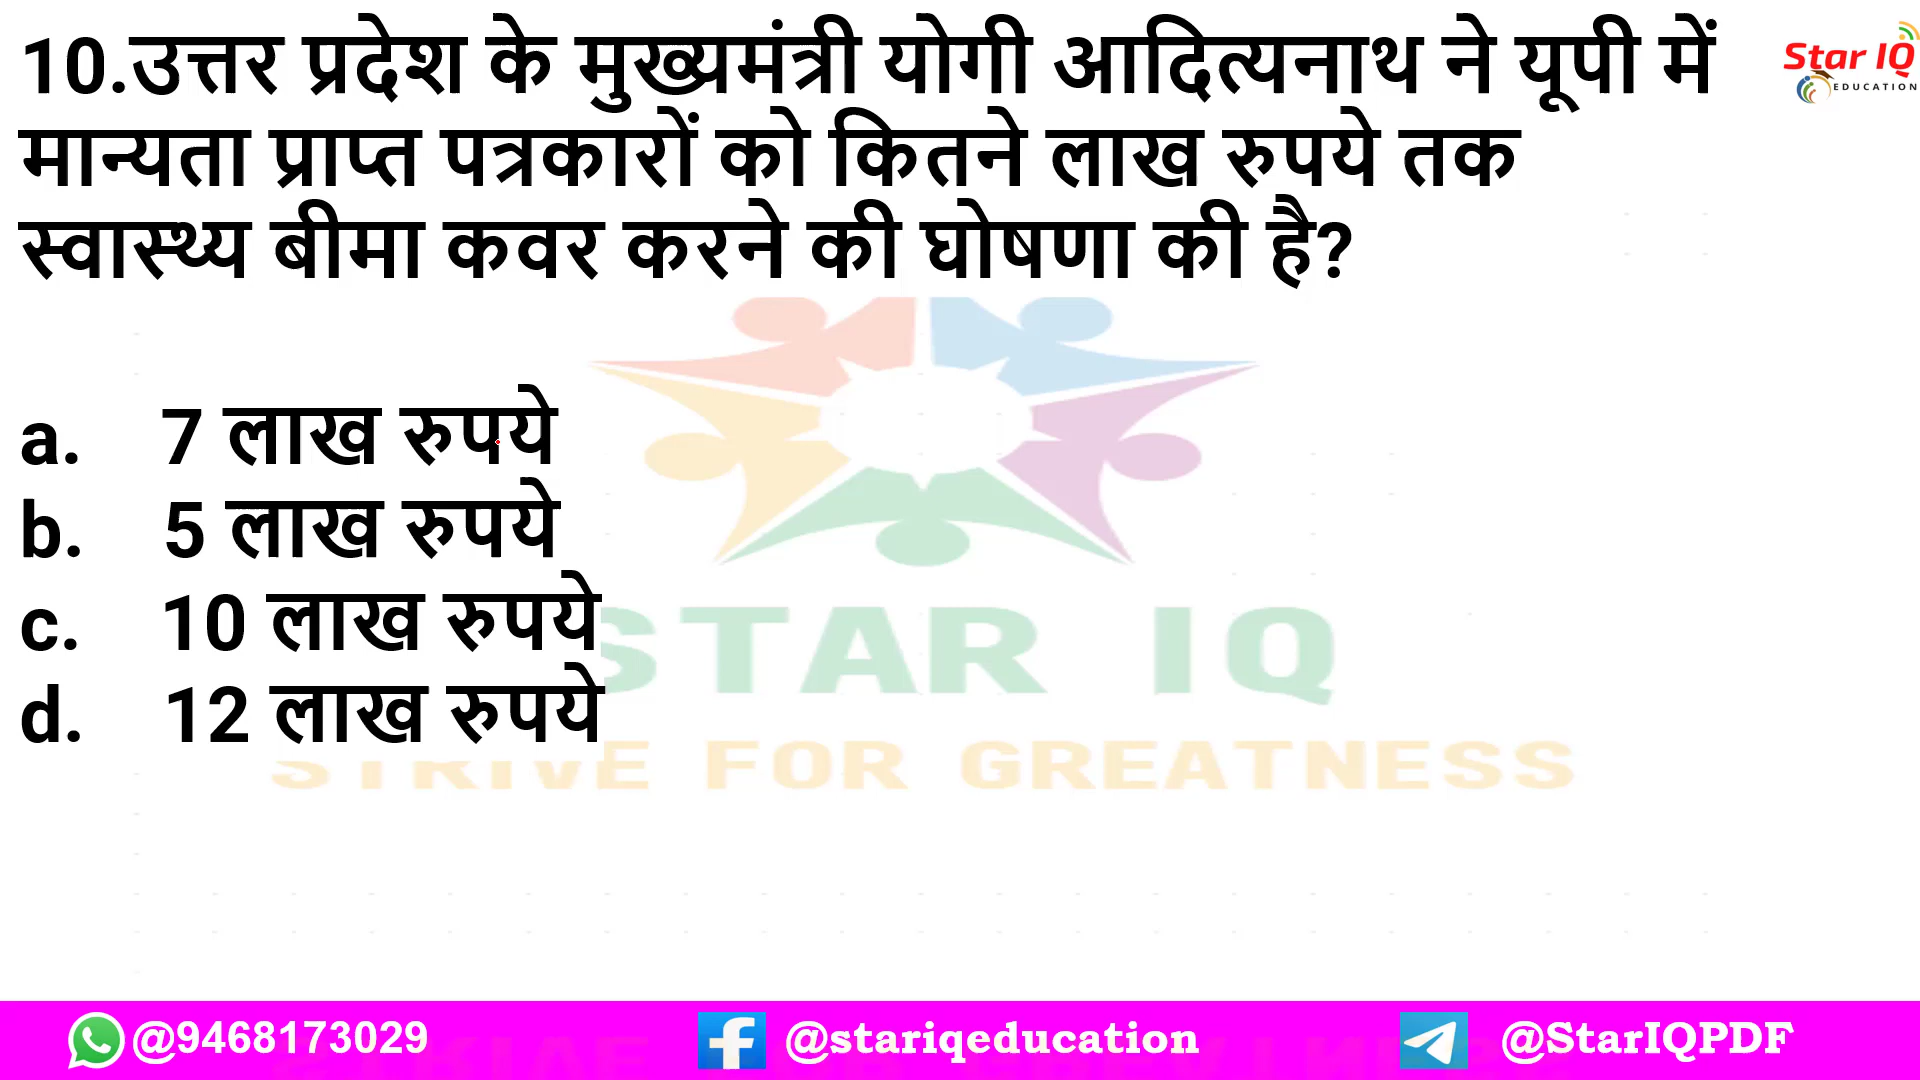 10.उत्तर प्रदेश के मुख्यमंत्री योगी आदित्यनाथ ने यूपी में
मान्यता प्राप्त पत्रकारों को कितने लाख रुपये तक
स्वास्थ्य बीमा कवर करने की घोषणा की है?
Star IQ
EDUCATION
a. 7 लाख रुपये
b. 5 लाख रुपये
c. 10 लाख रुपये
d. 12 लाख रुपये
STAR IQ
STRIVE FOR GREATNESS
@9468173029 @stariqeducation @StarIQPDF